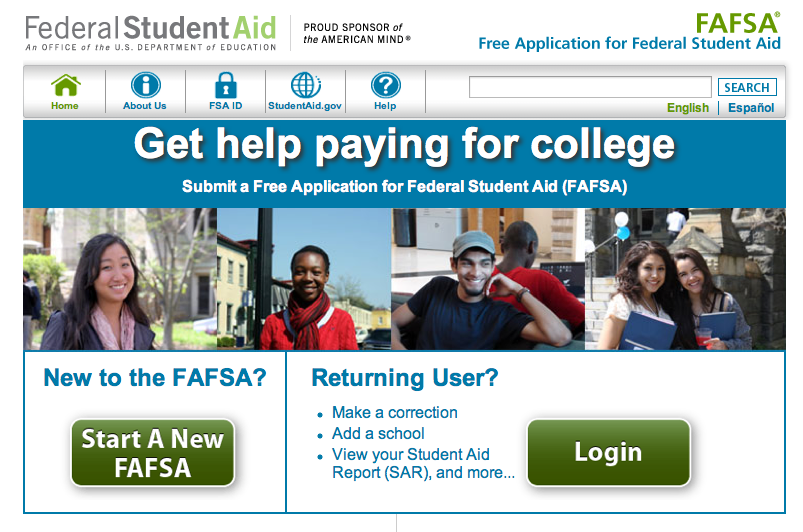 Federal Student Aid
An OFFICE of the U.S. DEPARTMENT of EDUCATION
PROUD SPONSOR of
the AMERICAN MIND®
FAFSA®
Free Application for Federal Student Aid
Home
About Us
FSA ID
StudentAid.gov
Help
SEARCH
English
Español
Get help paying for college
Submit a Free Application for Federal Student Aid (FAFSA)
New to the FAFSA?
Start A New
FAFSA
Returning User?
• Make a correction
• Add a school
• View your Student Aid
Report (SAR), and more...
Login